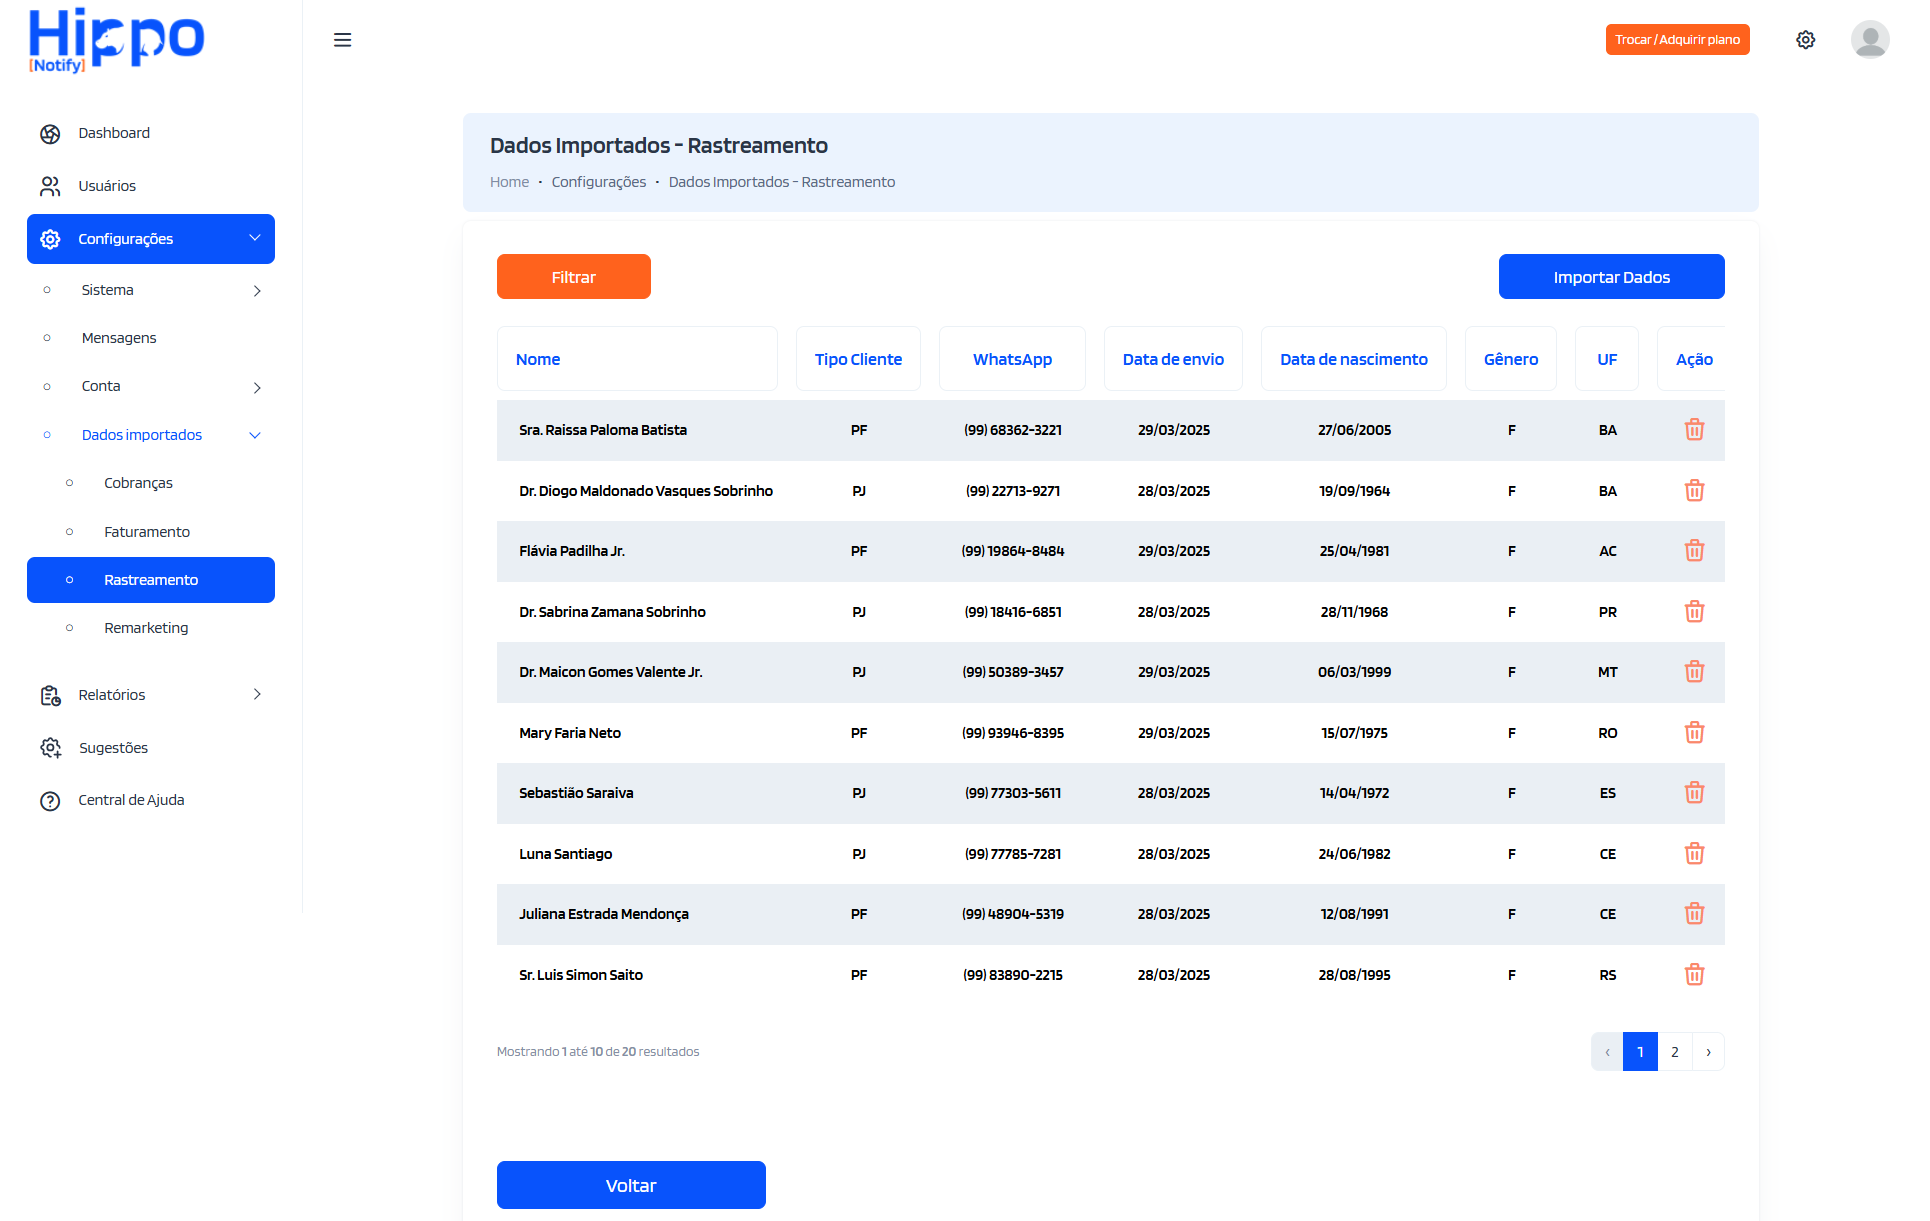 Hippo
[Notify]
Trocar / Adquirir plano
Dashboard
Usuários
Configurações
Sistema
Mensagens
Conta
Dados importados
Cobranças
Faturamento
Rastreamento
Remarketing
Relatórios
Sugestões
Central de Ajuda
Dados Importados - Rastreamento
Home • Configurações • Dados Importados - Rastreamento
Filtrar
Importar Dados
Nome Tipo Cliente WhatsApp Data de envio Data de nascimento Gênero UF Ação
Sra. Raissa Paloma Batista PF (99) 68362-3221 29/03/2025 27/06/2005 F BA
Dr. Diogo Maldonado Vasques Sobrinho PJ (99) 22713-9271 28/03/2025 19/09/1964 F BA
Flávia Padilha Jr. PF (99) 19864-8484 29/03/2025 25/04/1981 F AC
Dr. Sabrina Zamana Sobrinho PJ (99) 18416-6851 28/03/2025 28/11/1968 F PR
Dr. Maicon Gomes Valente Jr. PJ (99) 50389-3457 29/03/2025 06/03/1999 F MT
Mary Faria Neto PF (99) 93946-8395 29/03/2025 15/07/1975 F RO
Sebastião Saraiva PJ (99) 77303-5611 28/03/2025 14/04/1972 F ES
Luna Santiago PJ (99) 77785-7281 28/03/2025 24/06/1982 F CE
Juliana Estrada Mendonça PF (99) 48904-5319 28/03/2025 12/08/1991 F CE
Sr. Luis Simon Saito PF (99) 83890-2215 28/03/2025 28/08/1995 F RS
Mostrando 1 até 10 de 20 resultados
‹ 1 2 ›
Voltar